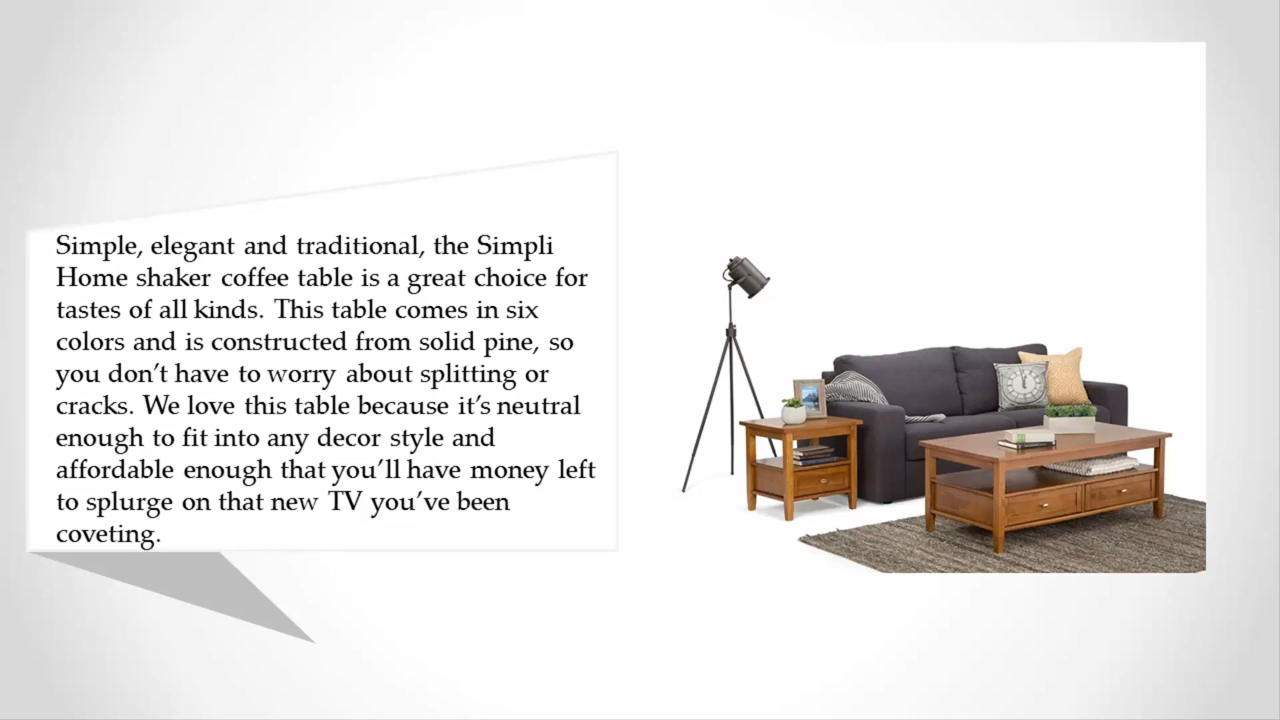 Simple, elegant and traditional, the Simpli
Home shaker coffee table is a great choice for
tastes of all kinds. This table comes in six
colors and is constructed from solid pine, so
you don’t have to worry about splitting or
cracks. We love this table because it’s neutral
enough to fit into any decor style and
affordable enough that you’ll have money left
to splurge on that new TV you’ve been
coveting.